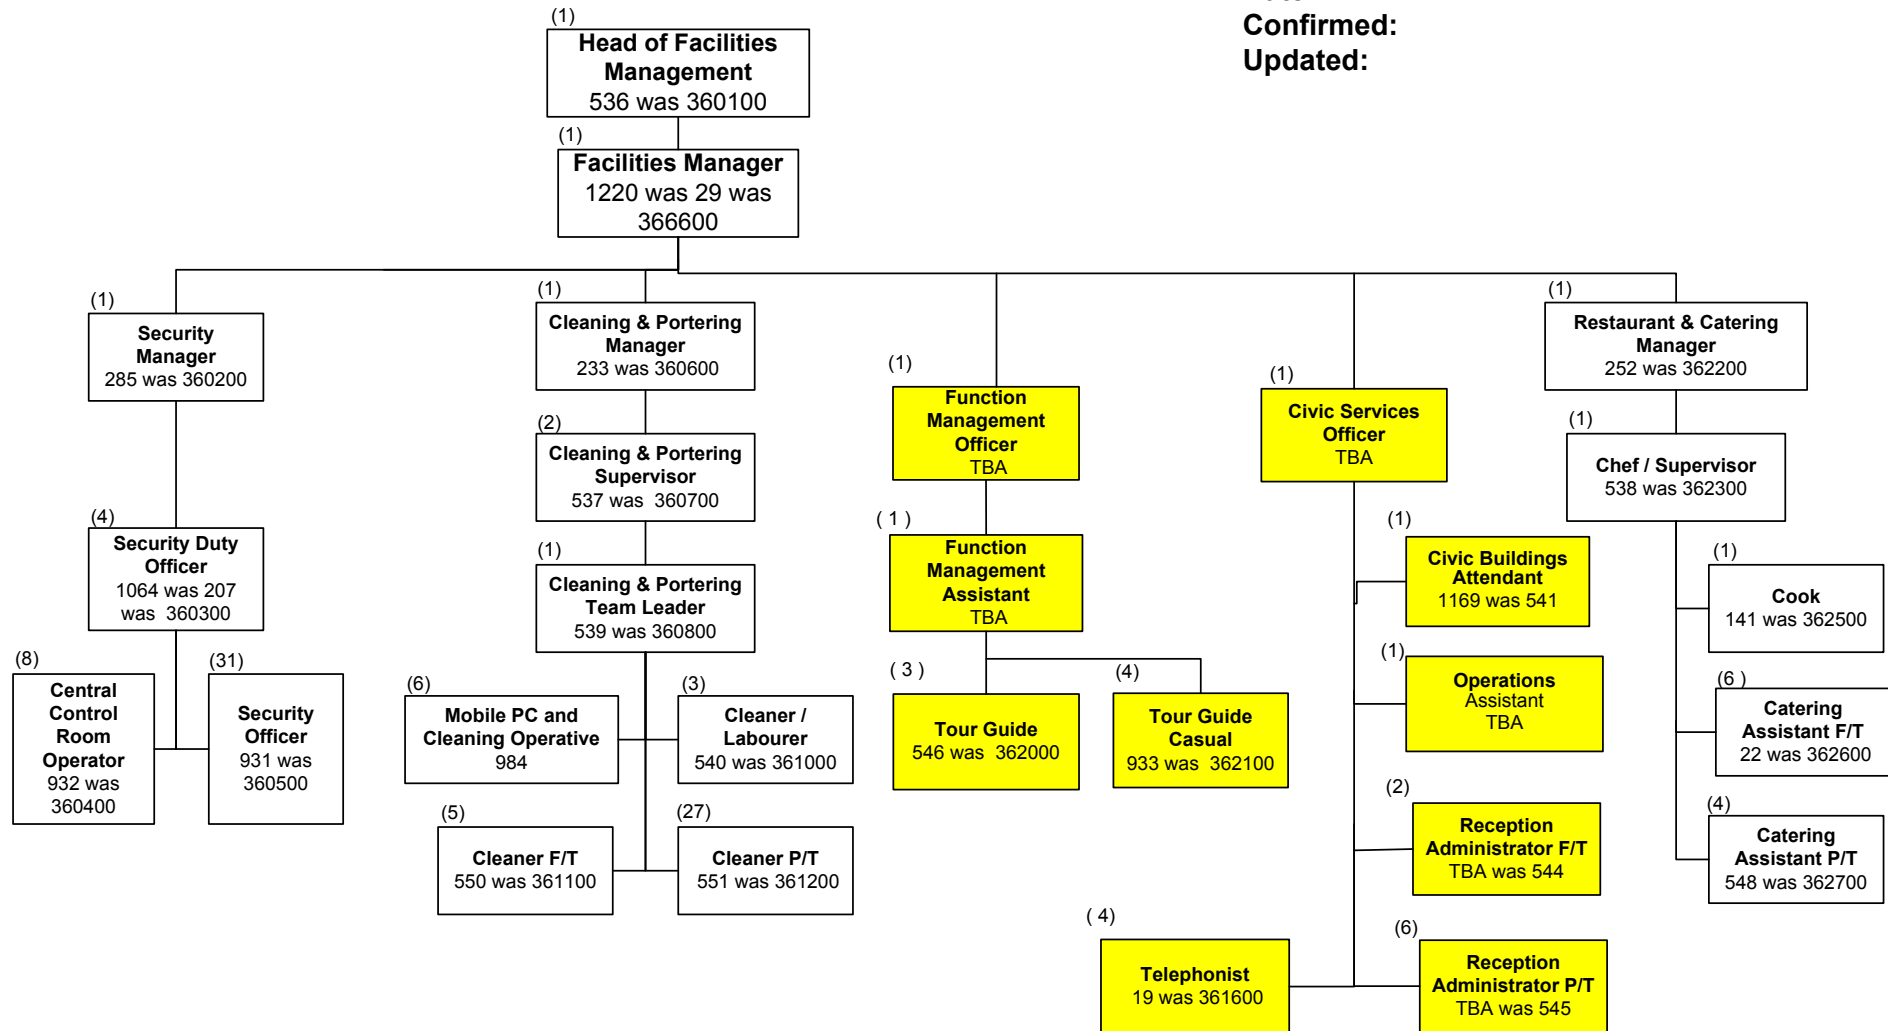 Confirmed:
Updated:
(1)
Head of Facilities
Management
536 was 360100
(1)
Facilities Manager
1220 was 29 was
366600
(1)
Security
Manager
285 was 360200
(1)
Cleaning & Portering
Manager
233 was 360600
(1)
Function
Management
Officer
TBA
(1)
Civic Services
Officer
TBA
(1)
Restaurant & Catering
Manager
252 was 362200
(2)
Cleaning & Portering
Supervisor
537 was  360700
(1)
Chef / Supervisor
538 was 362300
(4)
Security Duty
Officer
1064 was 207
was  360300
(1)
Cleaning & Portering
Team Leader
539 was 360800
( 1 )
Function
Management
Assistant
TBA
(1)
Civic Buildings
Attendant
1169 was 541
(1)
Cook
141 was 362500
(8)
Central
Control
Room
Operator
932 was
360400
(31)
Security
Officer
931 was
360500
(6)
Mobile PC and
Cleaning Operative
984
(3)
Cleaner /
Labourer
540 was 361000
( 3 )
Tour Guide
546 was  362000
(4)
Tour Guide
Casual
933 was  362100
(1)
Operations
Assistant
TBA
(6 )
Catering
Assistant F/T
22 was 362600
(5)
Cleaner F/T
550 was 361100
(27)
Cleaner P/T
551 was 361200
(2)
Reception
Administrator F/T
TBA was 544
(4)
Catering
Assistant P/T
548 was 362700
( 4)
Telephonist
19 was 361600
(6)
Reception
Administrator P/T
TBA was 545